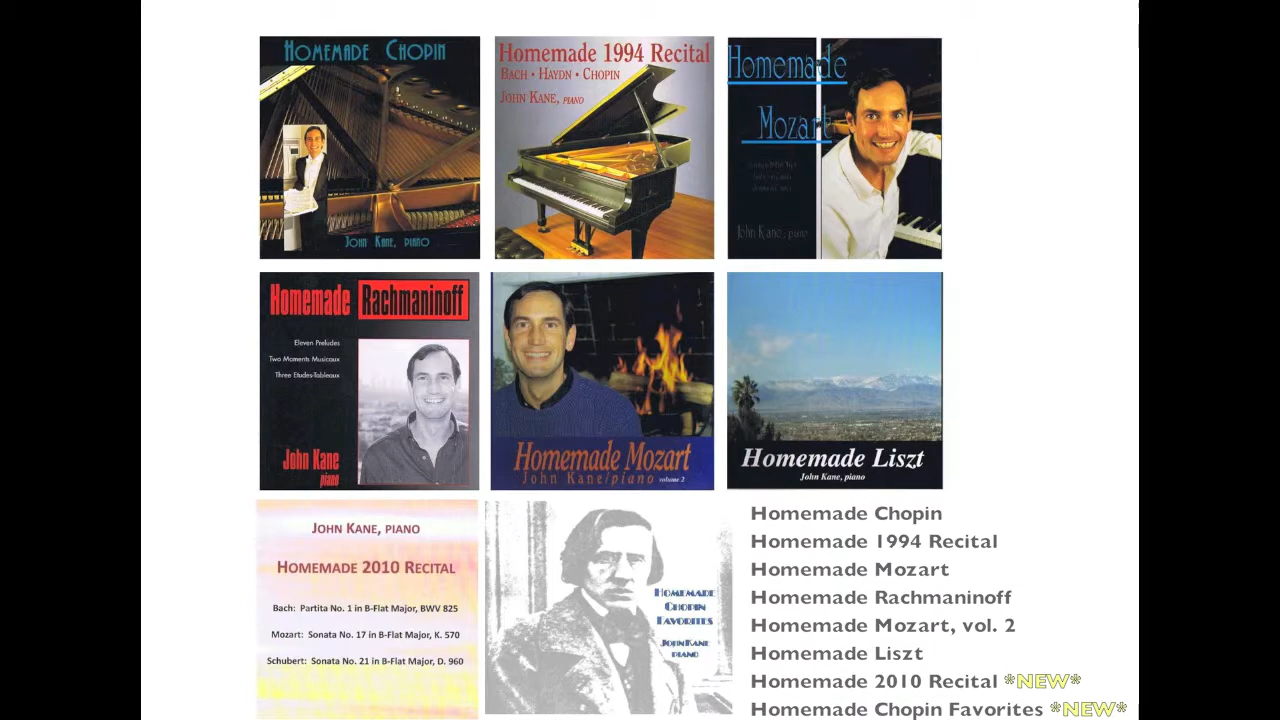 HOMEMADE CHOPIN
JOHN KANE, PIANO
Homemade 1994 Recital
BACH • HAYDN • CHOPIN
JOHN KANE, PIANO
Homemade
Mozart
John Kane, piano
Homemade Rachmaninoff
Eleven Preludes
Two Moments Musicaux
Three Etudes-Tableaux
John Kane
piano
Homemade Mozart
John Kane/piano volume 2
Homemade Liszt
John Kane, piano
JOHN KANE, PIANO
HOMEMADE 2010 RECITAL
Bach: Partita No. 1 in B-Flat Major, BWV 825
Mozart: Sonata No. 17 in B-Flat Major, K. 570
Schubert: Sonata No. 21 in B-Flat Major, D. 960
HOMEMADE
CHOPIN
FAVORITES
JOHN KANE
PIANO
Homemade Chopin
Homemade 1994 Recital
Homemade Mozart
Homemade Rachmaninoff
Homemade Mozart, vol. 2
Homemade Liszt
Homemade 2010 Recital *NEW*
Homemade Chopin Favorites *NEW*